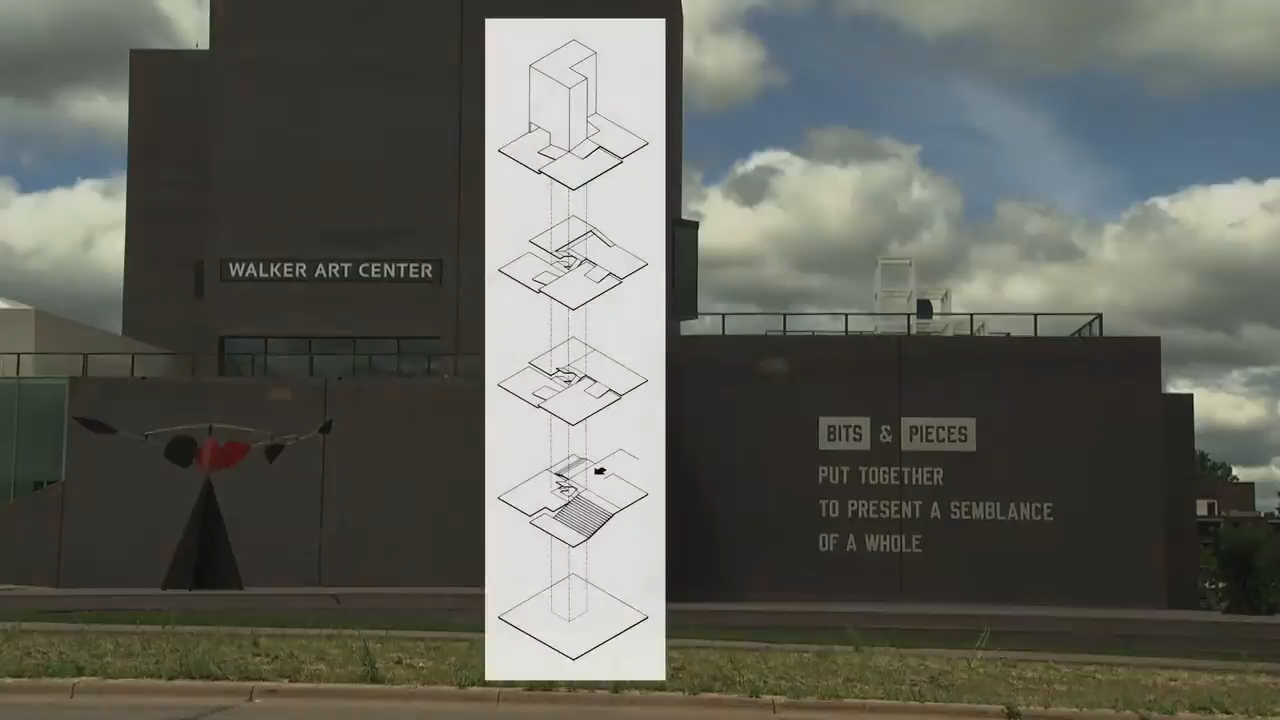 WALKER ART CENTER
BITS & PIECES
PUT TOGETHER
TO PRESENT A SEMBLANCE
OF A WHOLE